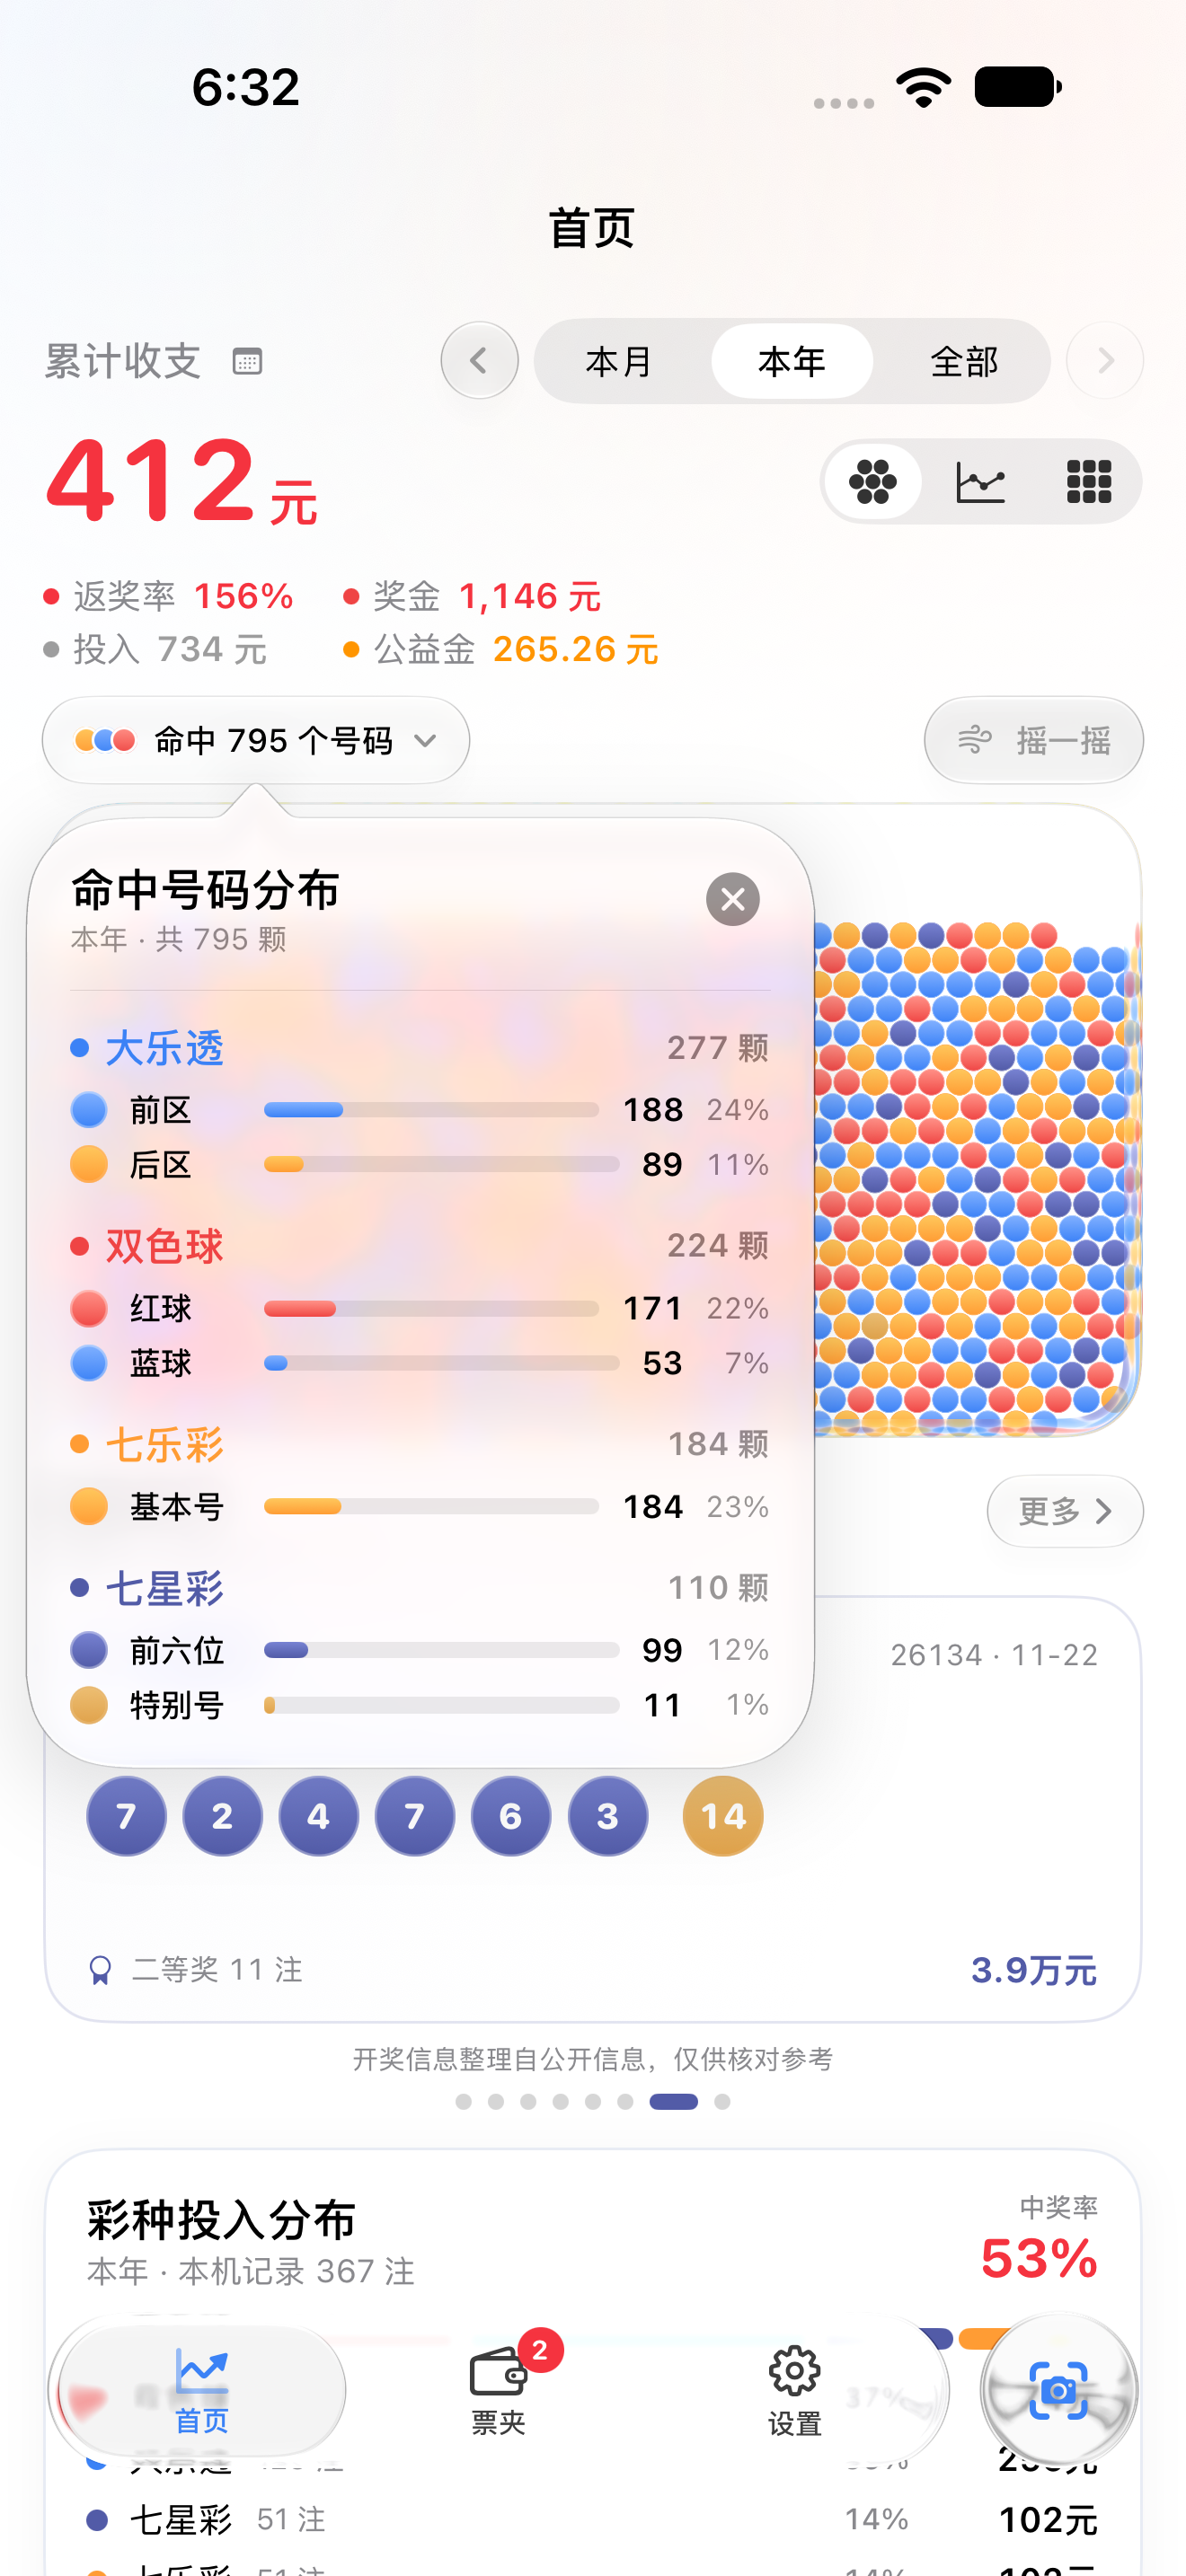 6:32
首页
累计收支
本月 本年 全部
412 元
返奖率 156% 奖金 1,146 元
投入 734 元 公益金 265.26 元
命中 795 个号码
摇一摇
命中号码分布
本年 · 共 795 颗
大乐透 277 颗
前区 188 24%
后区 89 11%
双色球 224 颗
红球 171 22%
蓝球 53 7%
七乐彩 184 颗
基本号 184 23%
七星彩 110 颗
前六位 99 12%
特别号 11 1%
更多
26134 · 11-22
7 2 4 7 6 3 14
二等奖 11 注
3.9万元
开奖信息整理自公开信息，仅供核对参考
彩种投入分布
本年 · 本机记录 367 注
中奖率
53%
37%
首页
票夹 2
设置
七星彩 51 注 14% 102元